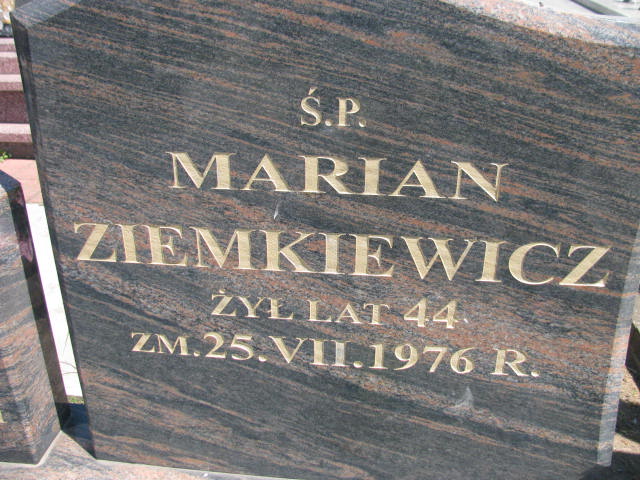 Ś.P.
MARIAN
ZIEMKIEWICZ
ŻYŁ LAT 44
ZM. 25.VII.1976 R.